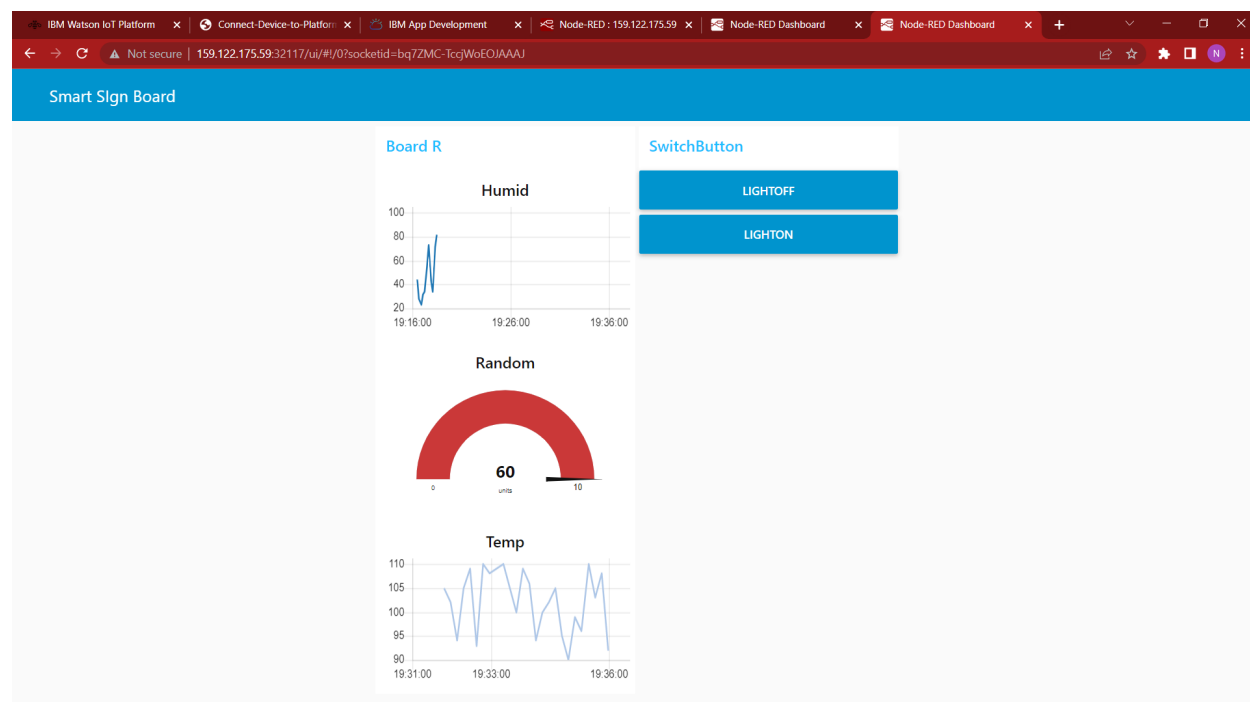 IBM Watson IoT Platform
Connect-Device-to-Platform
IBM App Development
Node-RED : 159.122.175.59
Node-RED Dashboard
Node-RED Dashboard
Not secure | 159.122.175.59:32117/ui/#!/0?socketid=bq7ZMC-TcgjWoEOJAAAJ
N
Smart SIgn Board
Board R
Humid
100
80
60
40
20
19:16:00 19:26:00 19:36:00
Random
60
units
0 10
Temp
110
105
100
95
90
19:31:00 19:33:00 19:36:00
SwitchButton
LIGHTOFF
LIGHTON